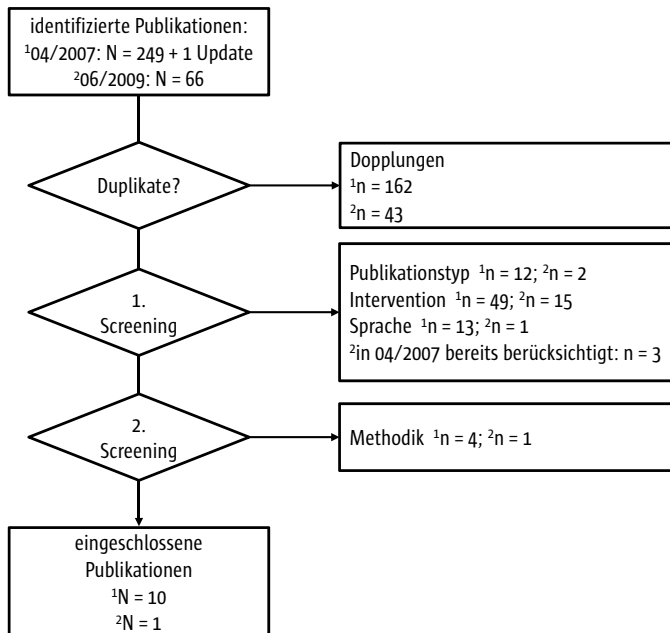 identifizierte Publikationen:
¹04/2007: N = 249 + 1 Update
²06/2009: N = 66
Duplikate?
Dopplungen
¹n = 162
²n = 43
1.
Screening
Publikationstyp ¹n = 12; ²n = 2
Intervention ¹n = 49; ²n = 15
Sprache ¹n = 13; ²n = 1
²in 04/2007 bereits berücksichtigt: n = 3
2.
Screening
Methodik ¹n = 4; ²n = 1
eingeschlossene
Publikationen
¹N = 10
²N = 1